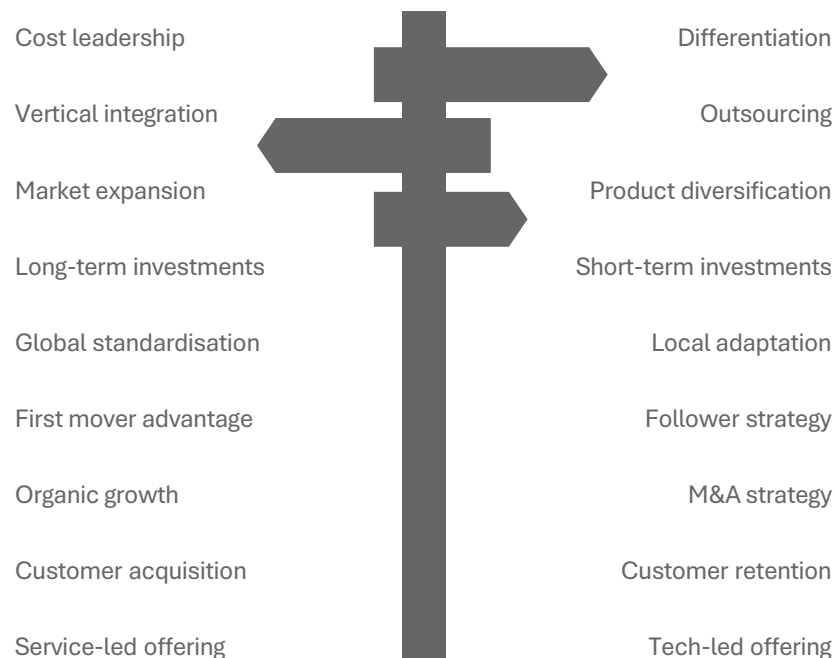 Cost leadership
Differentiation
Vertical integration
Outsourcing
Market expansion
Product diversification
Long-term investments
Short-term investments
Global standardisation
Local adaptation
First mover advantage
Follower strategy
Organic growth
M&A strategy
Customer acquisition
Customer retention
Service-led offering
Tech-led offering